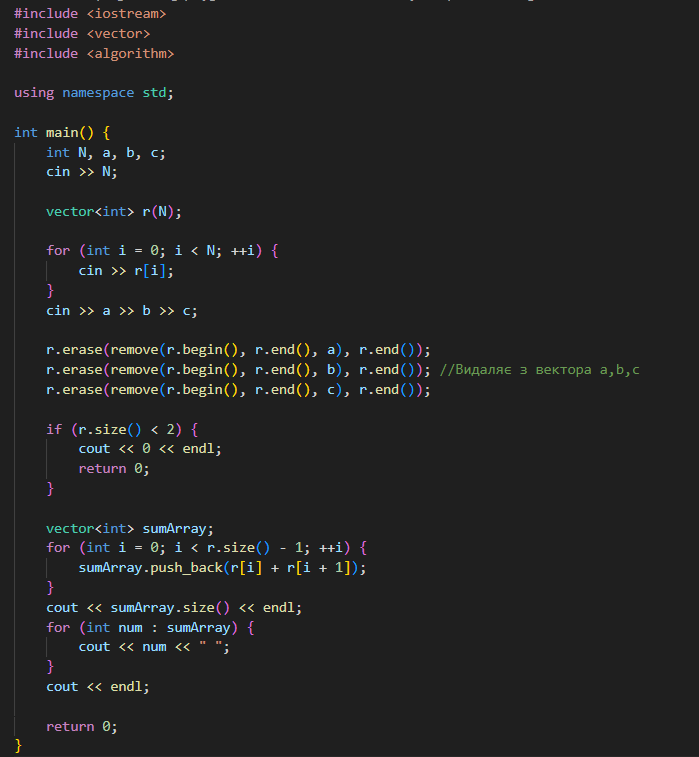 #include <iostream>
#include <vector>
#include <algorithm>

using namespace std;

int main() {
    int N, a, b, c;
    cin >> N;

    vector<int> r(N);

    for (int i = 0; i < N; ++i) {
        cin >> r[i];
    }
    cin >> a >> b >> c;

    r.erase(remove(r.begin(), r.end(), a), r.end());
    r.erase(remove(r.begin(), r.end(), b), r.end()); //Видаляє з вектора a,b,c
    r.erase(remove(r.begin(), r.end(), c), r.end());

    if (r.size() < 2) {
        cout << 0 << endl;
        return 0;
    }

    vector<int> sumArray;
    for (int i = 0; i < r.size() - 1; ++i) {
        sumArray.push_back(r[i] + r[i + 1]);
    }
    cout << sumArray.size() << endl;
    for (int num : sumArray) {
        cout << num << " ";
    }
    cout << endl;

    return 0;
}